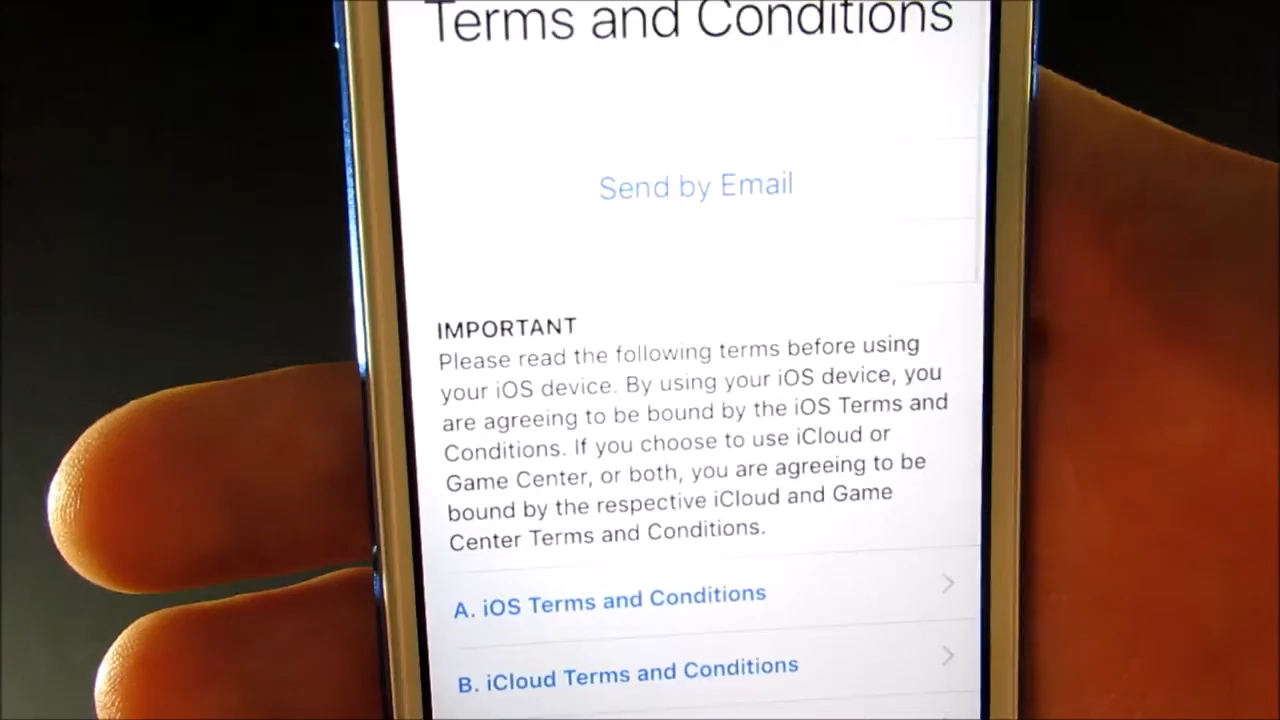 Terms and Conditions
Send by Email
IMPORTANT
Please read the following terms before using
your iOS device. By using your iOS device, you
are agreeing to be bound by the iOS Terms and
Conditions. If you choose to use iCloud or
Game Center, or both, you are agreeing to be
bound by the respective iCloud and Game
Center Terms and Conditions.
A. iOS Terms and Conditions
B. iCloud Terms and Conditions